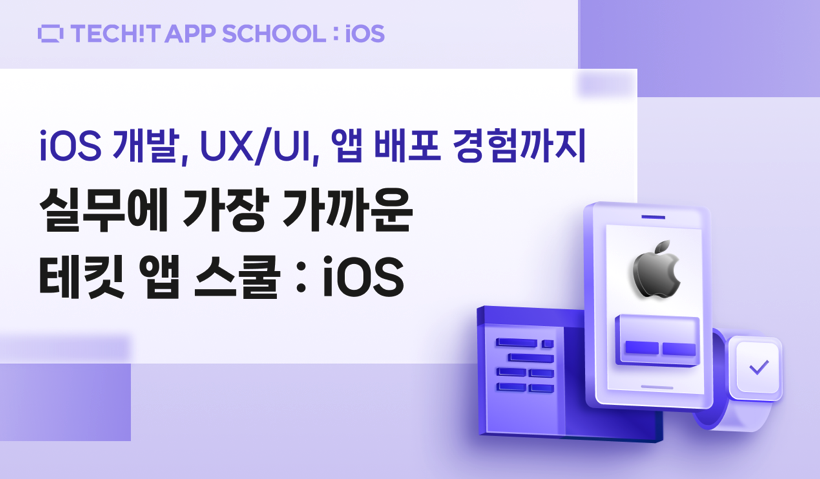 TECH!T APP SCHOOL : iOS
iOS 개발, UX/UI, 앱 배포 경험까지
실무에 가장 가까운
테킷 앱 스쿨 : iOS